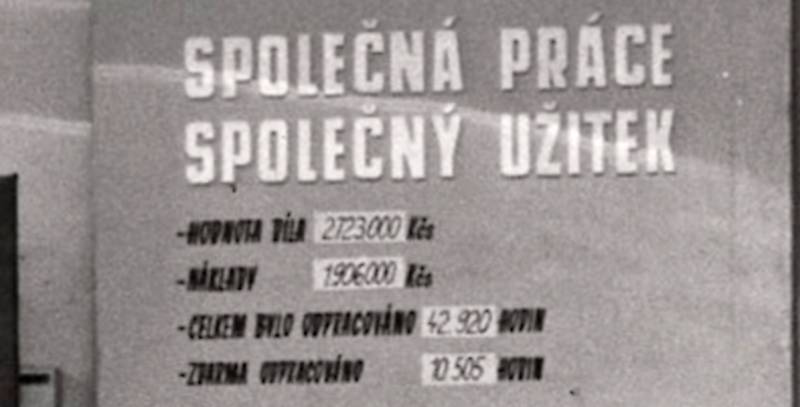 SPOLEČNÁ PRÁCE
SPOLEČNÝ UŽITEK
-HODNOTA DÍLA 2723000 Kčs
-NÁKLADY 1906000 Kčs
-CELKEM BYLO ODPRACOVÁNO 42.920 HODIN
-ZDARMA ODPRACOVÁNO 10.505 HODIN